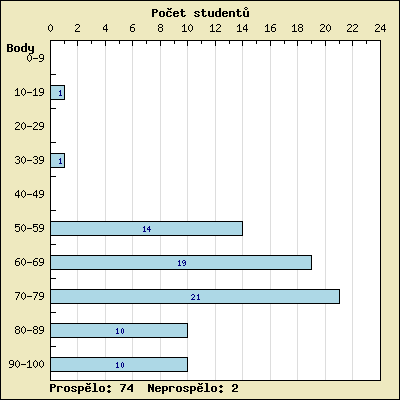 Počet studentů
0 2 4 6 8 10 12 14 16 18 20 22 24
Body
0-9
10-19 1
20-29
30-39 1
40-49
50-59 14
60-69 19
70-79 21
80-89 10
90-100 10
Prospělo: 74 Neprospělo: 2